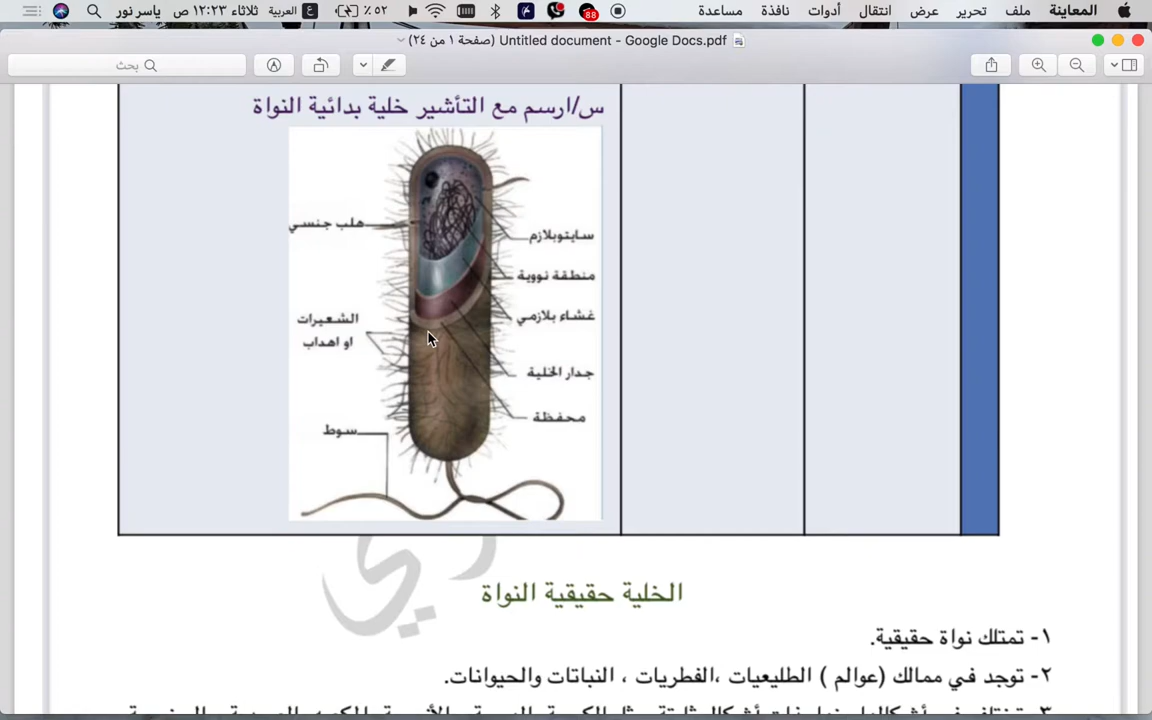 المعاينة ملف تحرير عرض انتقال أدوات نافذة مساعدة
88
ع العربية ٥٢٪ ثلاثاء ١٢:٢٣ ص ياسر نور
Untitled document - Google Docs.pdf (صفحة ١ من ٢٤)
بحث
س/ارسم مع التأشير خلية بدائية النواة
هلب جنسي
سايتوبلازم
منطقة نووية
غشاء بلازمي
الشعيرات
او اهداب
جدار الخلية
محفظة
سوط
الخلية حقيقية النواة
١- تمتلك نواة حقيقية.
٢- توجد في ممالك (عوالم ) الطليعيات ،الفطريات ، النباتات والحيوانات.